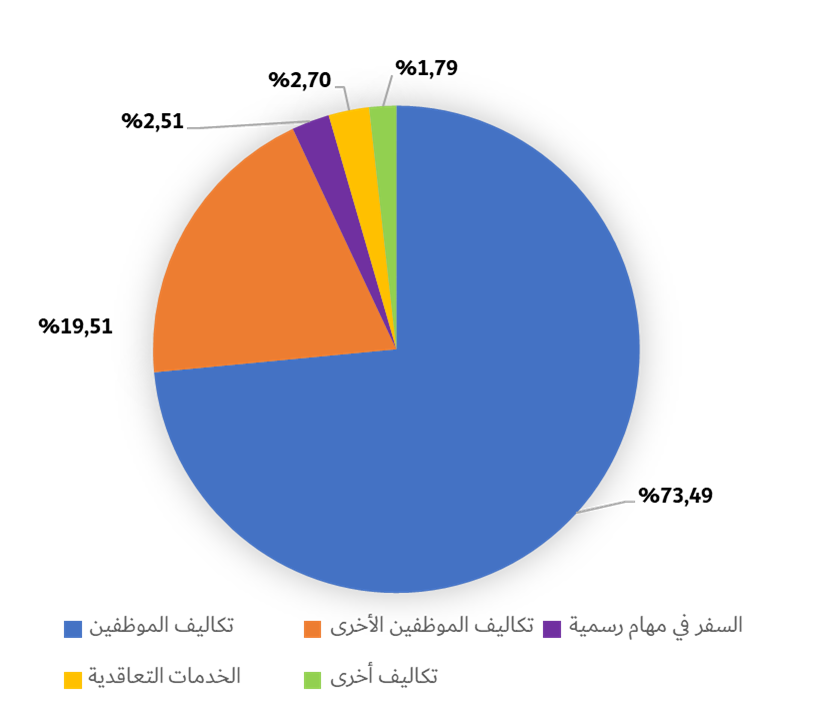 %1,79
%2,70
%2,51
%19,51
%73,49
تكاليف الموظفين
تكاليف الموظفين الأخرى
السفر في مهام رسمية
الخدمات التعاقدية
تكاليف أخرى